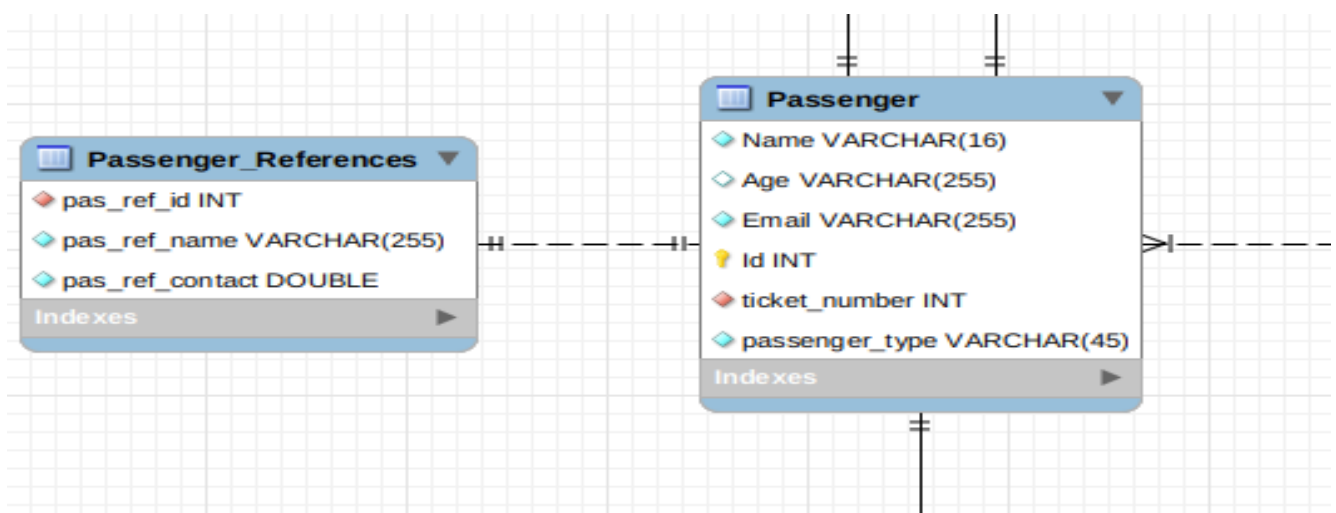 Passenger_References
pas_ref_id INT
pas_ref_name VARCHAR(255)
pas_ref_contact DOUBLE
Indexes
Passenger
Name VARCHAR(16)
Age VARCHAR(255)
Email VARCHAR(255)
Id INT
ticket_number INT
passenger_type VARCHAR(45)
Indexes